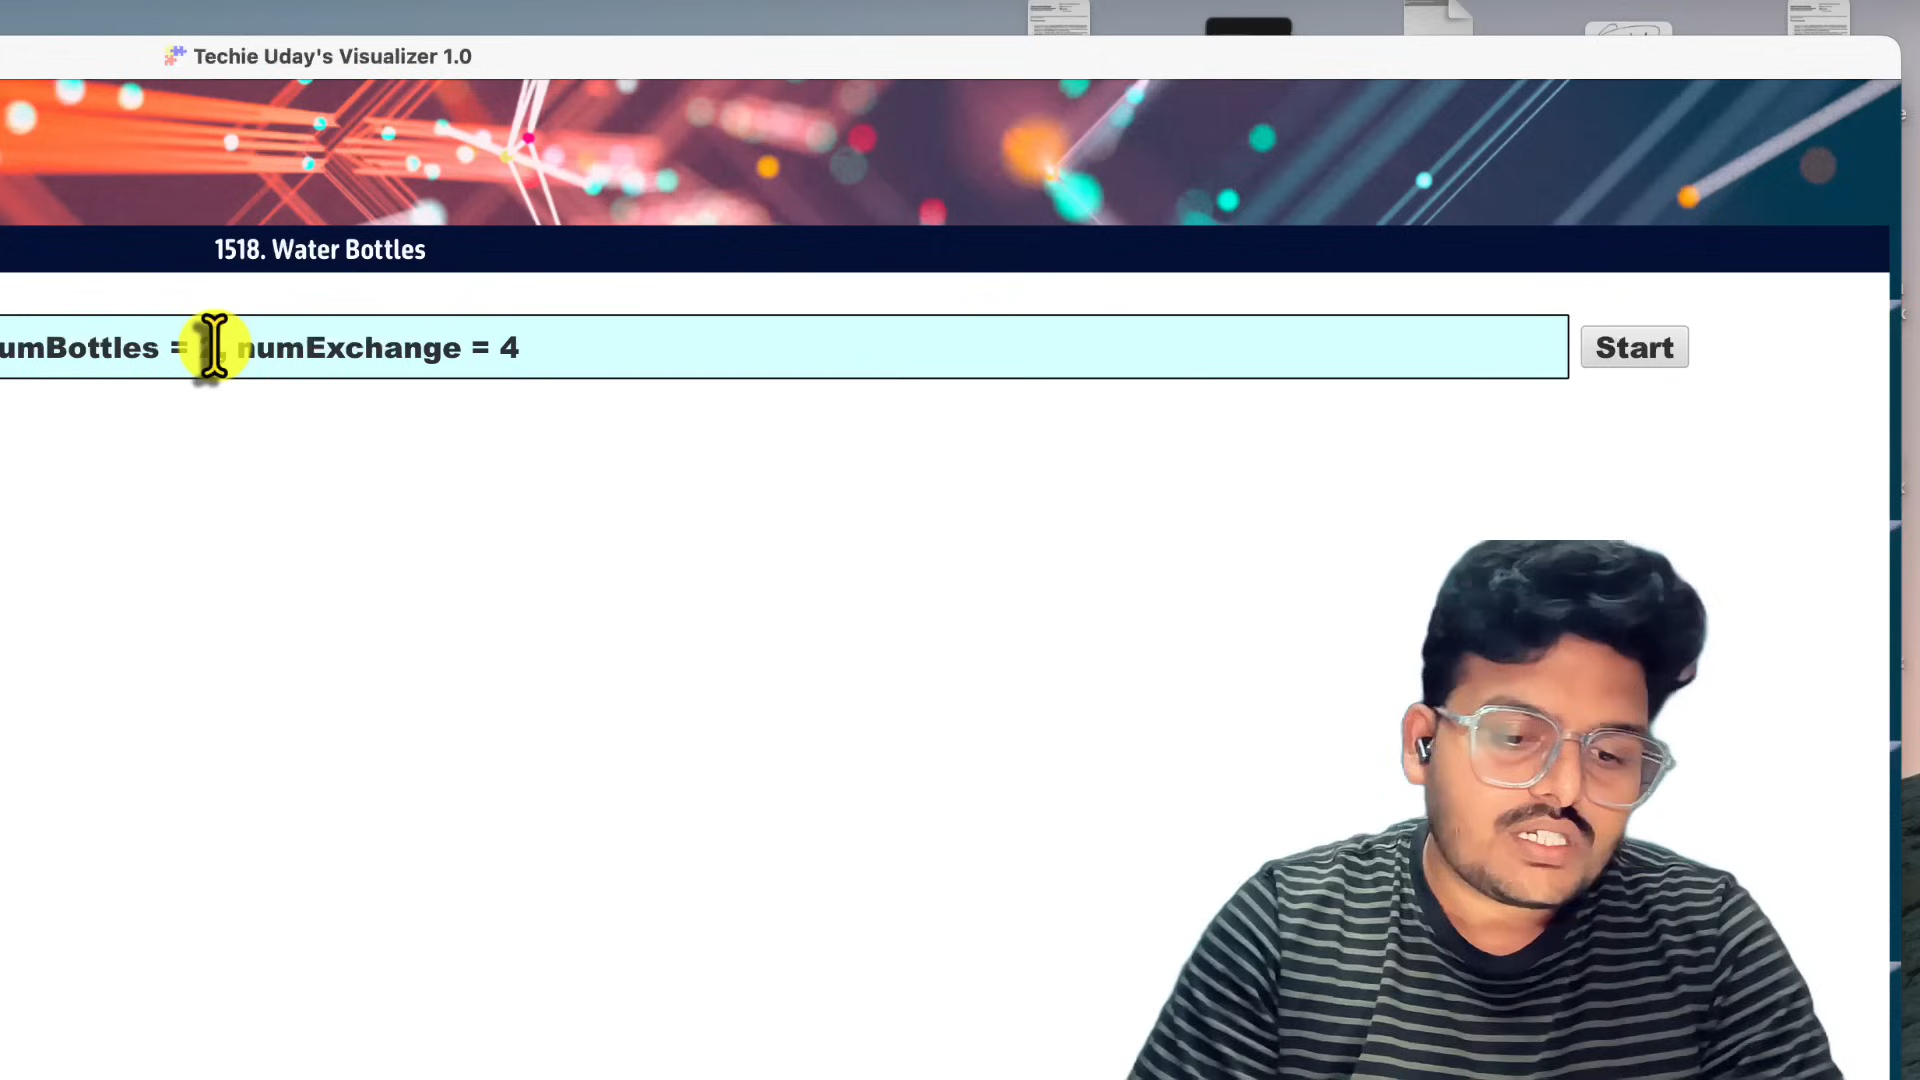 Techie Uday's Visualizer 1.0
1518. Water Bottles
umBottles = , numExchange = 4
Start